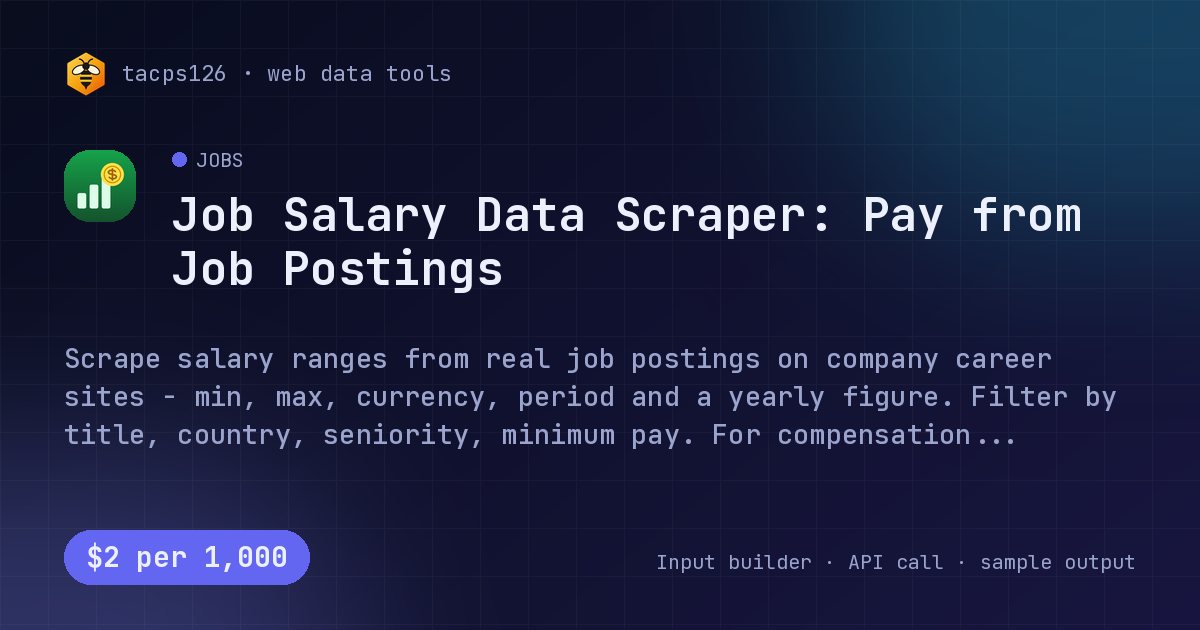 tacps126 · web data tools
$
JOBS
Job Salary Data Scraper: Pay from
Job Postings
Scrape salary ranges from real job postings on company career
sites - min, max, currency, period and a yearly figure. Filter by
title, country, seniority, minimum pay. For compensation...
$2 per 1,000
Input builder · API call · sample output